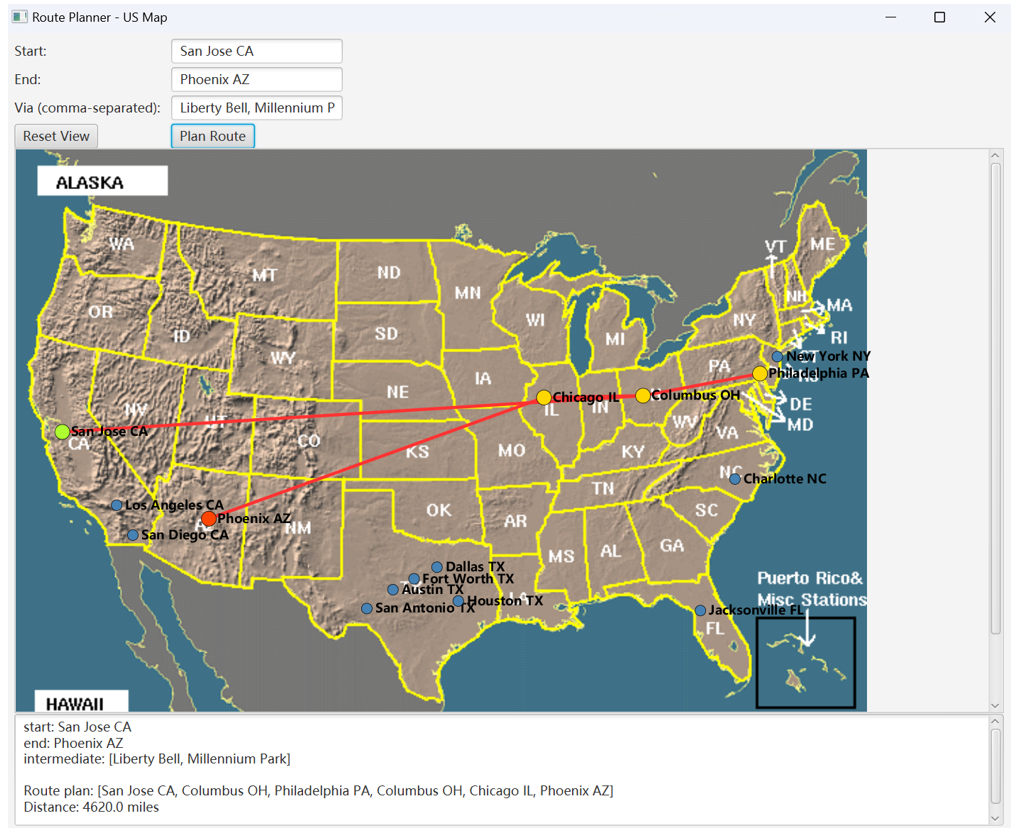 Route Planner - US Map
Start:
San Jose CA
End:
Phoenix AZ
Via (comma-separated):
Liberty Bell, Millennium P
Reset View
Plan Route
ALASKA
WA
MT
ND
MN
VT
ME
OR
ID
SD
WI
MI
NY
NH
MA
RI
WY
New York NY
PA
Philadelphia PA
NE
IA
NV
UT
Chicago IL
IL
IN
Columbus OH
DE
MD
San Jose CA
CA
CO
KS
MO
KY
WV
VA
NC
Charlotte NC
TN
Los Angeles CA
Phoenix AZ
NM
OK
AR
SC
San Diego CA
MS
AL
GA
Dallas TX
Fort Worth TX
Austin TX
Houston TX
San Antonio TX
Puerto Rico&
Misc Stations
Jacksonville FL
FL
HAWAII
start: San Jose CA
end: Phoenix AZ
intermediate: [Liberty Bell, Millennium Park]
Route plan: [San Jose CA, Columbus OH, Philadelphia PA, Columbus OH, Chicago IL, Phoenix AZ]
Distance: 4620.0 miles